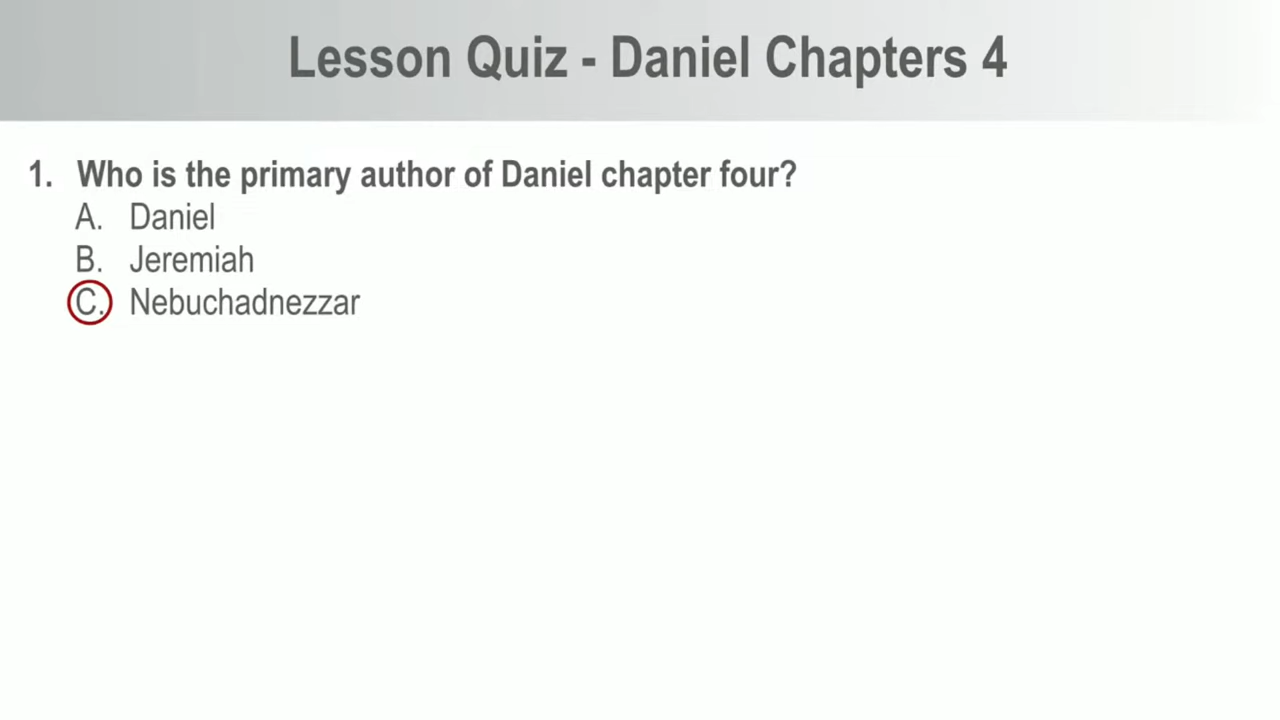 Lesson Quiz - Daniel Chapters 4
1. Who is the primary author of Daniel chapter four?
A. Daniel
B. Jeremiah
C. Nebuchadnezzar